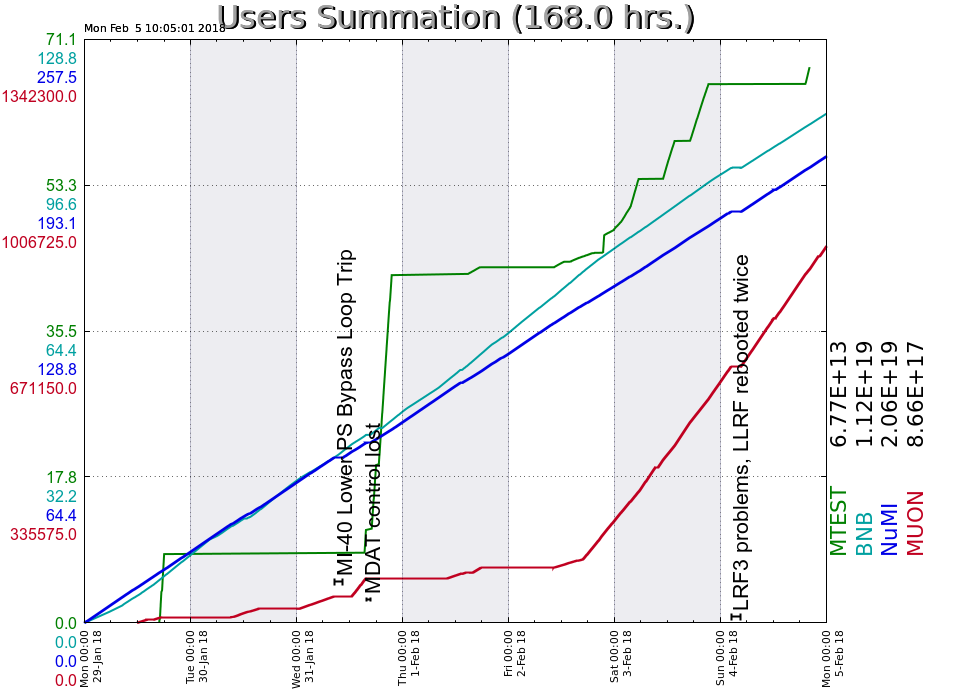 Users Summation (168.0 hrs.)
Mon Feb 5 10:05:01 2018
71.1
128.8
257.5
1342300.0
53.3
96.6
193.1
1006725.0
35.5
64.4
128.8
671150.0
17.8
32.2
64.4
335575.0
0.0
0.0
0.0
0.0
MI-40 Lower PS Bypass Loop Trip
MDAT control lost
LRF3 problems, LLRF rebooted twice
MTEST 6.77E+13
BNB 1.12E+19
NuMI 2.06E+19
MUON 8.66E+17
Mon 00:00
29-Jan 18
Tue 00:00
30-Jan 18
Wed 00:00
31-Jan 18
Thu 00:00
1-Feb 18
Fri 00:00
2-Feb 18
Sat 00:00
3-Feb 18
Sun 00:00
4-Feb 18
Mon 00:00
5-Feb 18